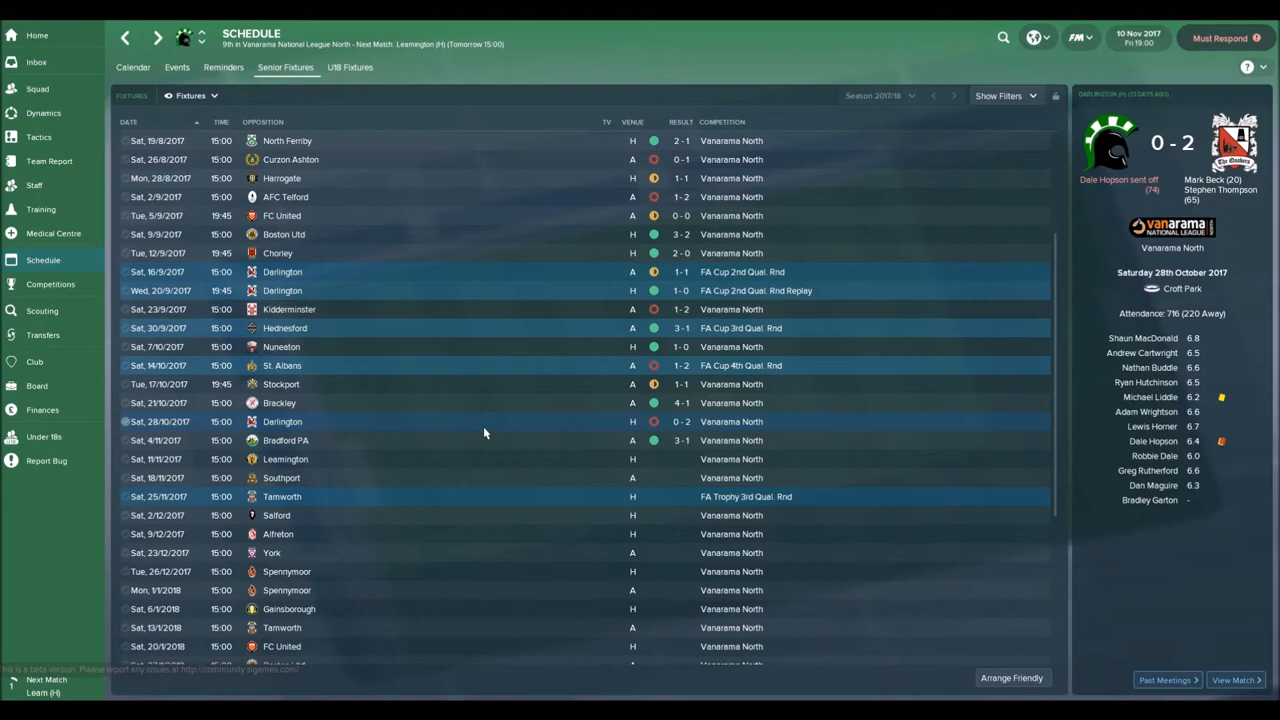 Home
Inbox
Squad
Dynamics
Tactics
Team Report
Staff
Training
Medical Centre
Schedule
Competitions
Scouting
Transfers
Club
Board
Finances
Under 18s
Report Bug
This is a beta version. Please report any issues at http://community.sigames.com/
Next Match
Leam (H)
SCHEDULE
9th in Vanarama National League North - Next Match: Leamington (H) (Tomorrow 15:00)
FM
10 Nov 2017
Fri 19:00
Must Respond
Calendar Events Reminders Senior Fixtures U18 Fixtures
?
FIXTURES Fixtures Season 2017/18 Show Filters
DATE TIME OPPOSITION TV VENUE RESULT COMPETITION
Sat, 19/8/2017 15:00 North Ferriby H 2 - 1 Vanarama North
Sat, 26/8/2017 15:00 Curzon Ashton A 0 - 1 Vanarama North
Mon, 28/8/2017 15:00 Harrogate H 1 - 1 Vanarama North
Sat, 2/9/2017 15:00 AFC Telford A 1 - 2 Vanarama North
Tue, 5/9/2017 19:45 FC United A 0 - 0 Vanarama North
Sat, 9/9/2017 15:00 Boston Utd H 3 - 2 Vanarama North
Tue, 12/9/2017 19:45 Chorley H 2 - 0 Vanarama North
Sat, 16/9/2017 15:00 Darlington A 1 - 1 FA Cup 2nd Qual. Rnd
Wed, 20/9/2017 19:45 Darlington H 1 - 0 FA Cup 2nd Qual. Rnd Replay
Sat, 23/9/2017 15:00 Kidderminster A 1 - 2 Vanarama North
Sat, 30/9/2017 15:00 Hednesford A 3 - 1 FA Cup 3rd Qual. Rnd
Sat, 7/10/2017 15:00 Nuneaton H 1 - 0 Vanarama North
Sat, 14/10/2017 15:00 St. Albans A 1 - 2 FA Cup 4th Qual. Rnd
Tue, 17/10/2017 19:45 Stockport A 1 - 1 Vanarama North
Sat, 21/10/2017 15:00 Brackley A 4 - 1 Vanarama North
Sat, 28/10/2017 15:00 Darlington H 0 - 2 Vanarama North
Sat, 4/11/2017 15:00 Bradford PA A 3 - 1 Vanarama North
Sat, 11/11/2017 15:00 Leamington H Vanarama North
Sat, 18/11/2017 15:00 Southport A Vanarama North
Sat, 25/11/2017 15:00 Tamworth H FA Trophy 3rd Qual. Rnd
Sat, 2/12/2017 15:00 Salford H Vanarama North
Sat, 9/12/2017 15:00 Alfreton H Vanarama North
Sat, 23/12/2017 15:00 York A Vanarama North
Tue, 26/12/2017 15:00 Spennymoor H Vanarama North
Mon, 1/1/2018 15:00 Spennymoor A Vanarama North
Sat, 6/1/2018 15:00 Gainsborough H Vanarama North
Sat, 13/1/2018 15:00 Tamworth A Vanarama North
Sat, 20/1/2018 15:00 FC United H Vanarama North
Arrange Friendly
DARLINGTON (H) (13 DAYS AGO)
0 - 2
The Quakers
Dale Hopson sent off
(74)
Mark Beck (20)
Stephen Thompson
(65)
vanarama
NATIONAL LEAGUE NORTH
Vanarama North
Saturday 28th October 2017
Croft Park
Attendance: 716 (220 Away)
Shaun MacDonald 6.8
Andrew Cartwright 6.5
Nathan Buddle 6.6
Ryan Hutchinson 6.5
Michael Liddle 6.2
Adam Wrightson 6.6
Lewis Horner 6.7
Dale Hopson 6.4
Robbie Dale 6.0
Greg Rutherford 6.6
Dan Maguire 6.3
Bradley Garton -
Past Meetings
View Match